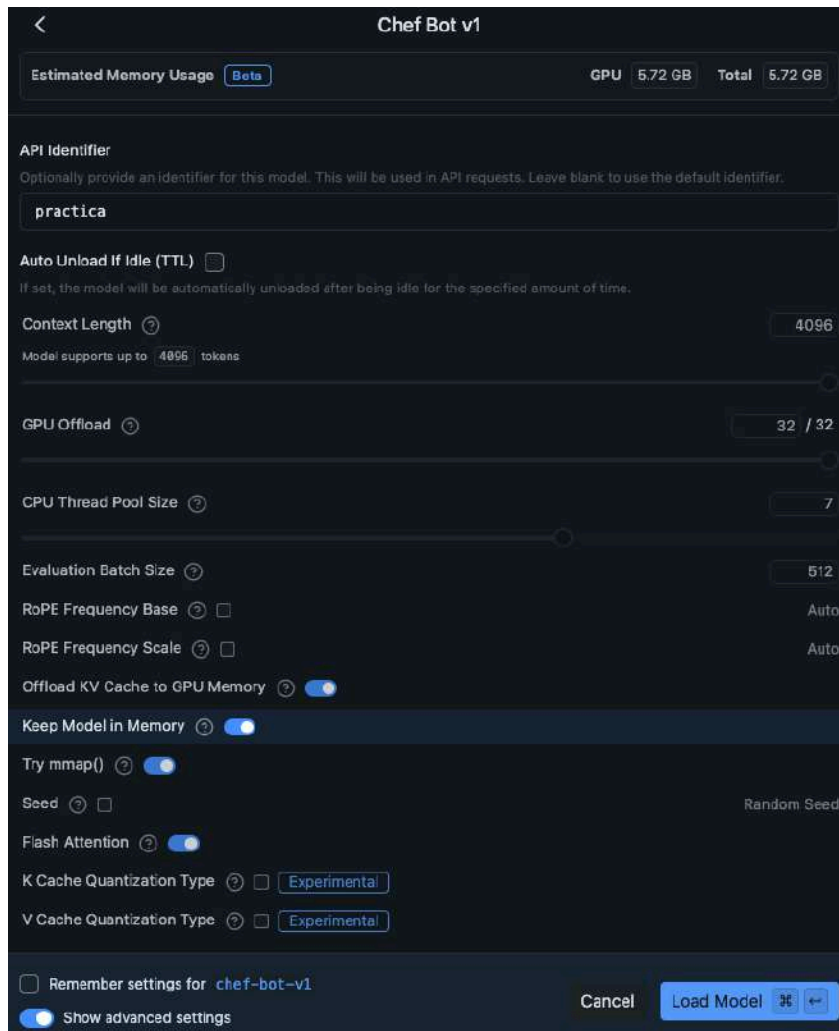 Chef Bot v1
Estimated Memory Usage Beta GPU 5.72 GB Total 5.72 GB
API Identifier
Optionally provide an identifier for this model. This will be used in API requests. Leave blank to use the default identifier.
practica
Auto Unload If Idle (TTL)
If set, the model will be automatically unloaded after being idle for the specified amount of time.
Context Length ? 4096
Model supports up to 4096 tokens
GPU Offload ? 32 / 32
CPU Thread Pool Size ? 7
Evaluation Batch Size ? 512
RoPE Frequency Base ? Auto
RoPE Frequency Scale ? Auto
Offload KV Cache to GPU Memory ?
Keep Model in Memory ?
Try mmap() ?
Seed ? Random Seed
Flash Attention ?
K Cache Quantization Type ? Experimental
V Cache Quantization Type ? Experimental
Remember settings for chef-bot-v1
Cancel Load Model ⌘ ↩
Show advanced settings